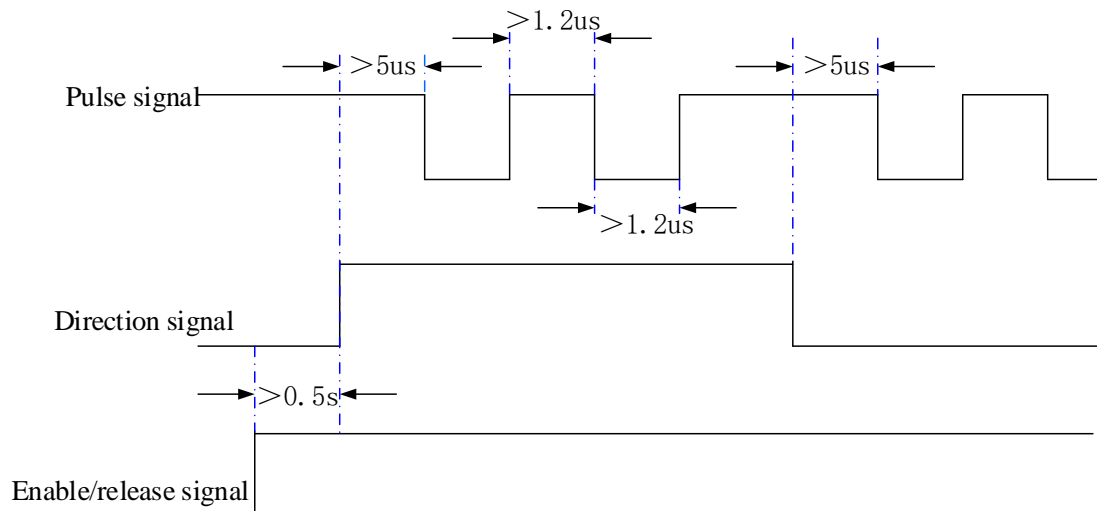 ＞1.2us
＞5us
＞5us
Pulse signal
＞1.2us
Direction signal
＞0.5s
Enable/release signal